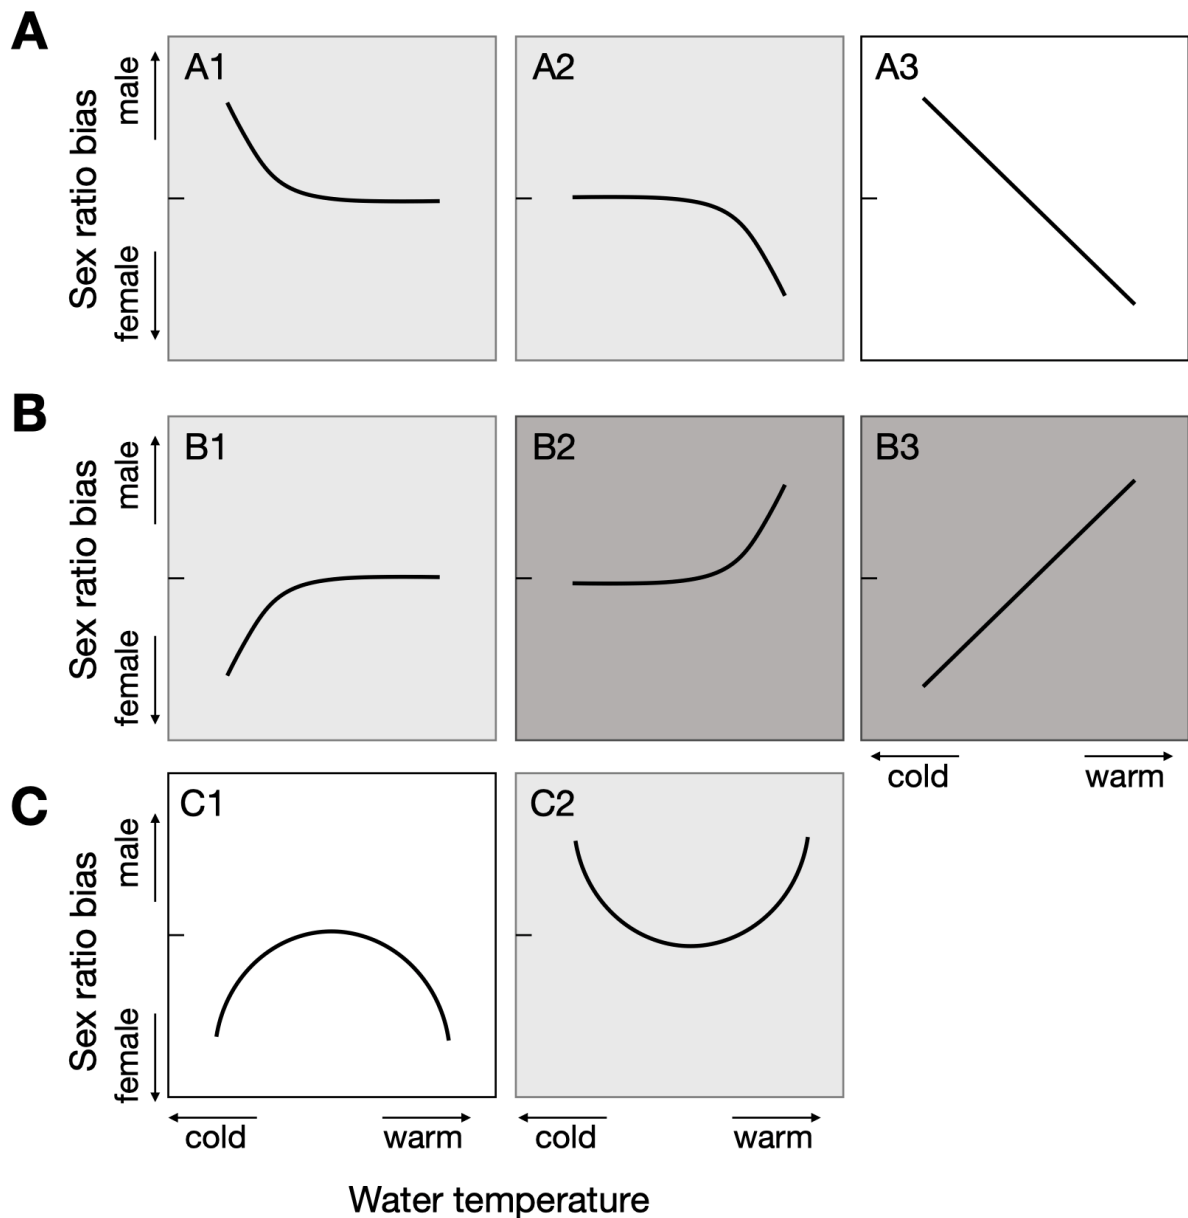 A
A1
A2
A3
Sex ratio bias
male
female
B
B1
B2
B3
Sex ratio bias
male
female
cold
warm
C
C1
C2
Sex ratio bias
male
female
cold
warm
cold
warm
Water temperature